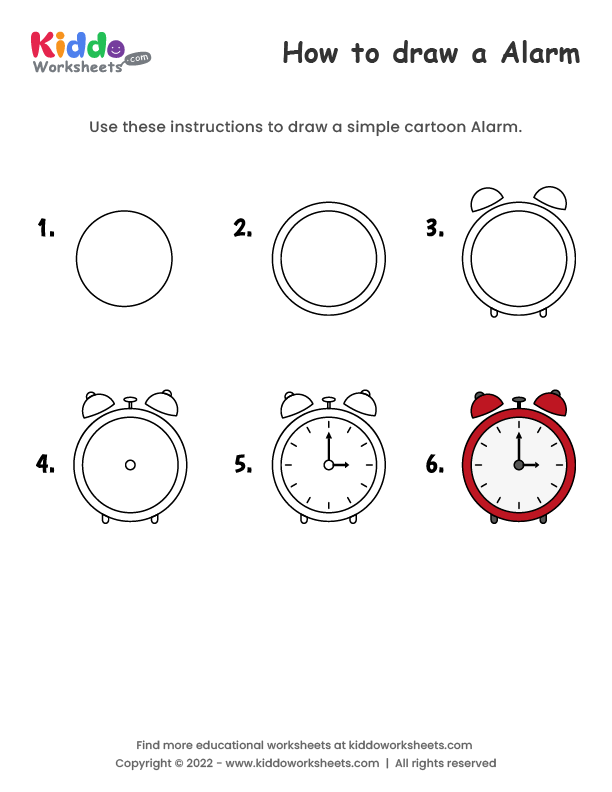 Kiddo
Worksheets.com
How to draw a Alarm
Use these instructions to draw a simple cartoon Alarm.
1.
2.
3.
4.
5.
6.
Find more educational worksheets at kiddoworksheets.com
Copyright © 2022 - www.kiddoworksheets.com | All rights reserved